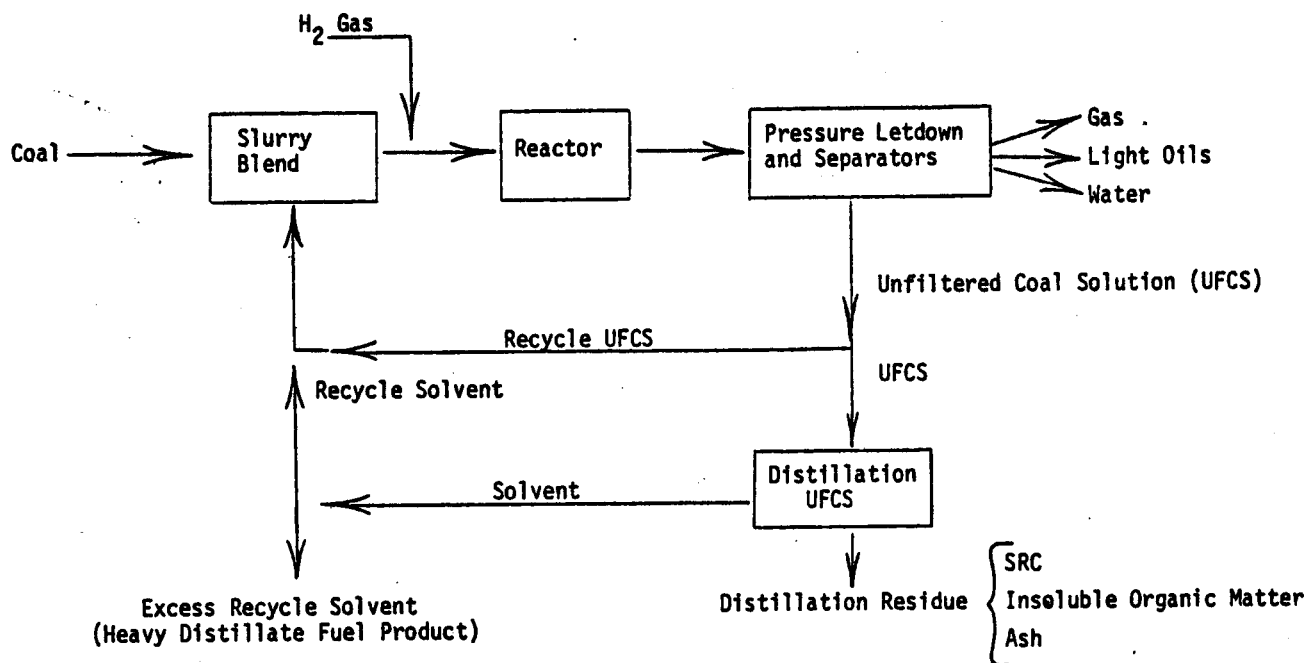 H2 Gas
Coal
Slurry
Blend
Reactor
Pressure Letdown
and Separators
Gas
Light Oils
Water
Unfiltered Coal Solution (UFCS)
Recycle UFCS
UFCS
Recycle Solvent
Distillation
UFCS
Solvent
Excess Recycle Solvent
(Heavy Distillate Fuel Product)
Distillation Residue
SRC
Insoluble Organic Matter
Ash